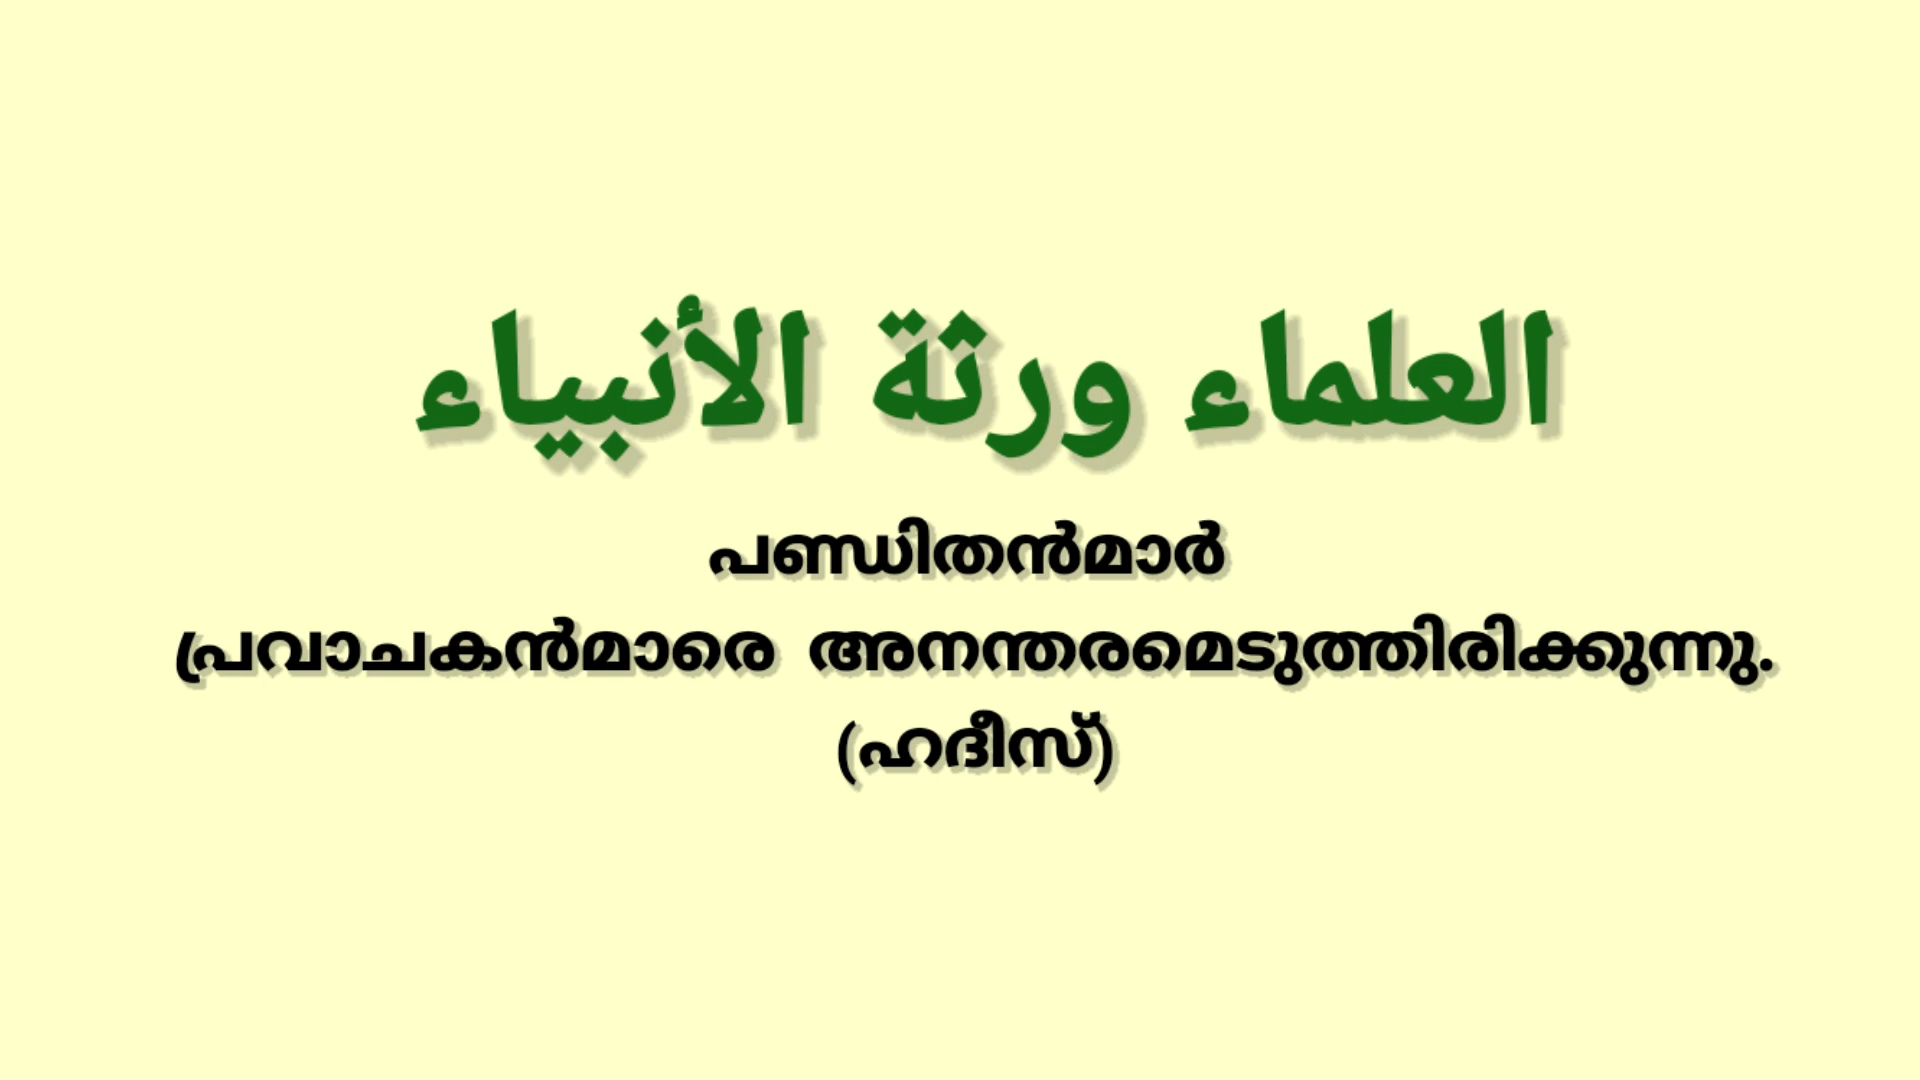 العلماء ورثة الأنبياء
പണ്ഡിതൻമാർ
പ്രവാചകൻമാരെ അനന്തരമെടുത്തിരിക്കുന്നു.
(ഹദീസ്)